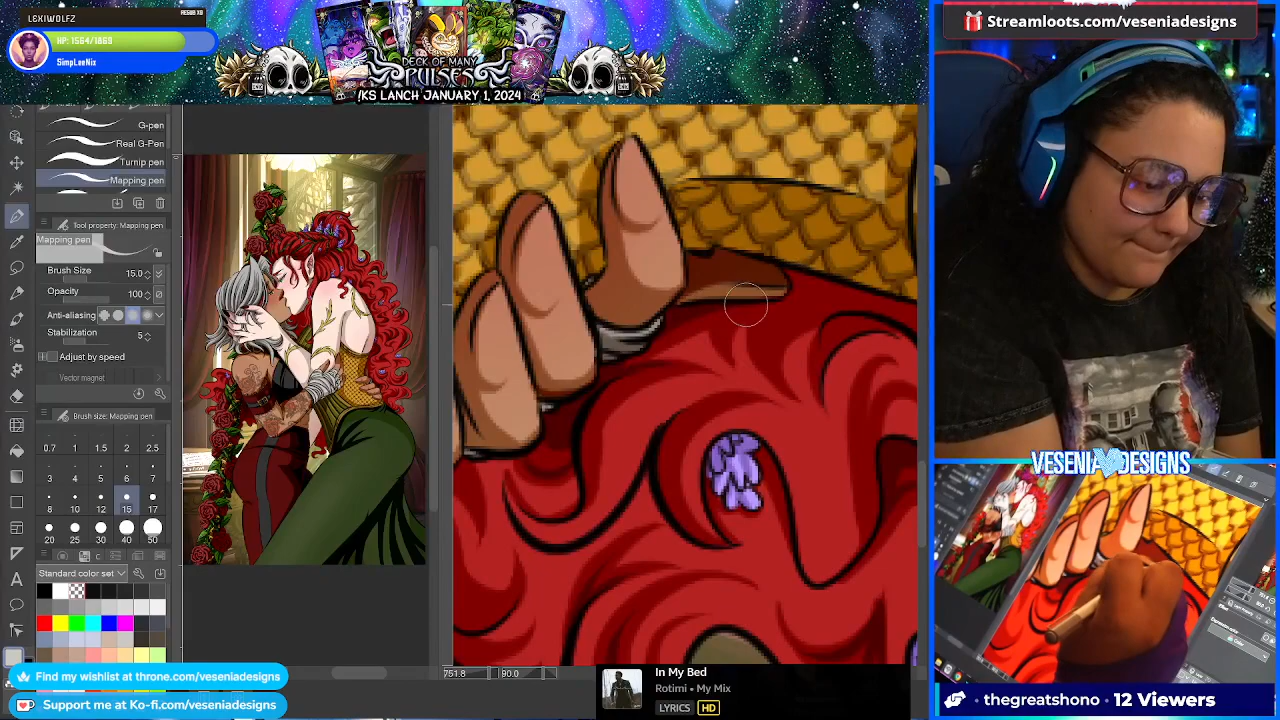 LEXIWOLFZ
HP: 1564/1869
SimpLeeNix
DECK OF MANY
PULSES
!KS LANCH JANUARY 1, 2024
Streamloots.com/veseniadesigns
G-pen
Real G-Pen
Turnip pen
Mapping pen
Tool property: Mapping pen
Mapping pen
Brush Size 15.0
Opacity 100
Anti-aliasing
Stabilization 5
Adjust by speed
Vector magnet
Brush size: Mapping pen
0.7 1 1.5 2 2.5
3 4 5 6 7
8 10 12 15 17
20 25 30 40 50
Standard color set
Find my wishlist at throne.com/veseniadesigns
Support me at Ko-fi.com/veseniadesigns
751.8 90.0
In My Bed
Rotimi • My Mix
LYRICS HD
VESENIA DESIGNS
thegreatshono • 12 Viewers